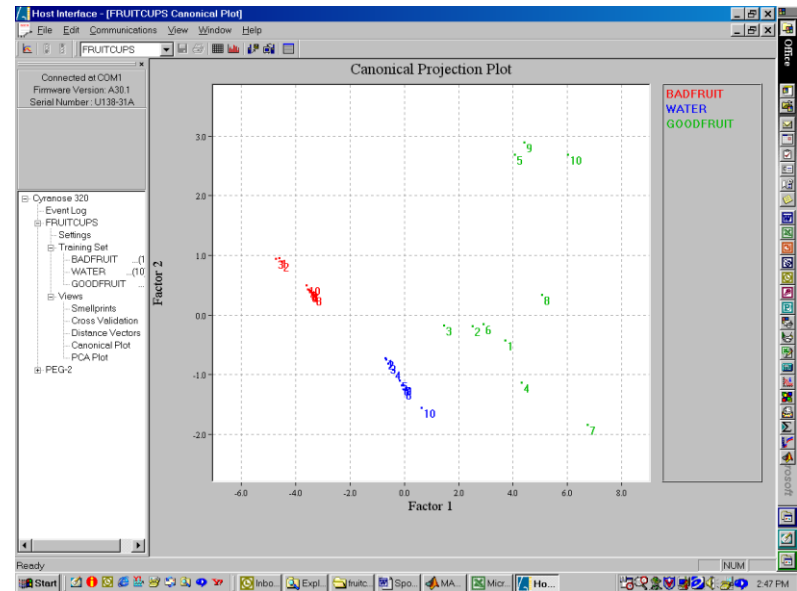 Host Interface - [FRUITCUPS Canonical Plot]
File Edit Communications View Window Help
FRUITCUPS
Connected at COM1
Firmware Version: A30.1
Serial Number : U138-31A
Cyranose 320
Event Log
FRUITCUPS
Settings
Training Set
BADFRUIT ...(1
WATER ...(10
GOODFRUIT ...
Views
Smellprints
Cross Validation
Distance Vectors
Canonical Plot
PCA Plot
PEG-2
Canonical Projection Plot
BADFRUIT
WATER
GOODFRUIT
Factor 2
3.0
2.0
1.0
0.0
-1.0
-2.0
9
5
10
2
10
8
3
2
6
1
4
10
7
-6.0 -4.0 -2.0 0.0 2.0 4.0 6.0 8.0
Factor 1
Office
Ready
NUM
Start
Inbo...
Expl...
fruitc...
Spo...
MA...
Micr...
Ho...
2:47 PM